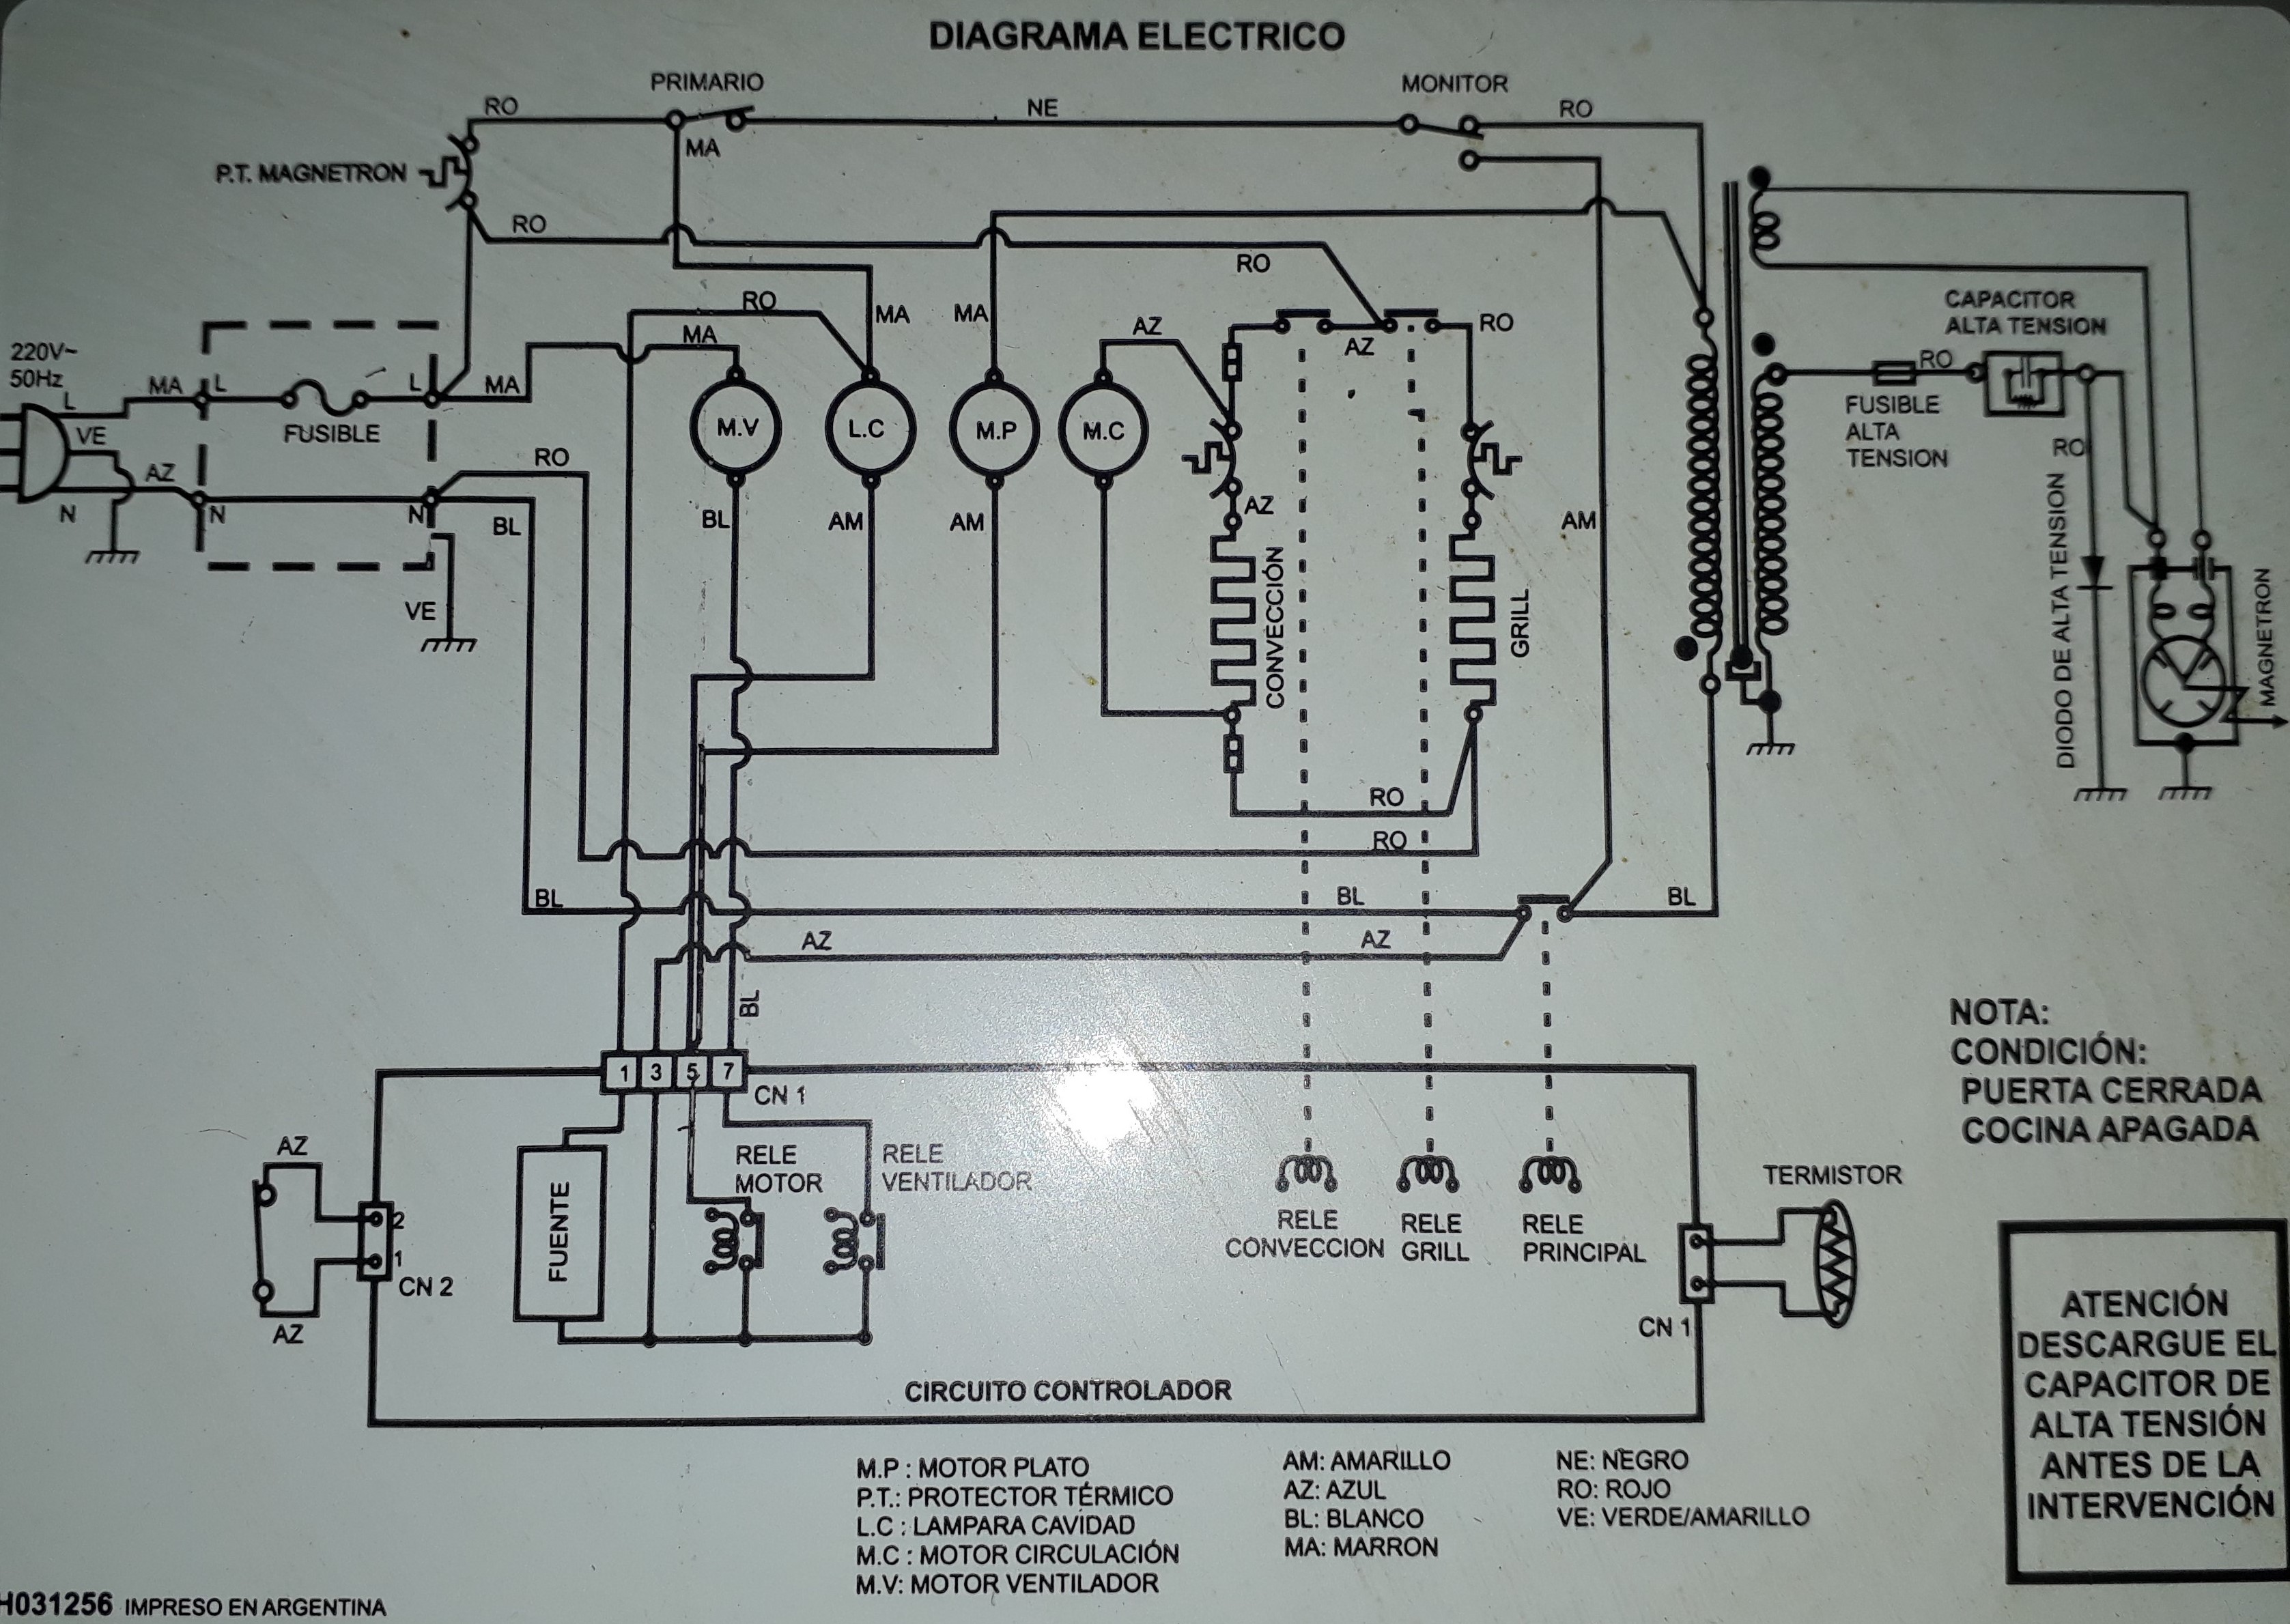 DIAGRAMA ELECTRICO
PRIMARIO
MONITOR
RO
NE
RO
MA
P.T. MAGNETRON
RO
RO
RO
MA
MA
MA
AZ
AZ
RO
CAPACITOR
ALTA TENSION
220V~
50Hz
L
MA
L
L
MA
FUSIBLE
VE
AZ
N
N
N
RO
BL
VE
M.V
L.C
M.P
M.C
BL
AM
AM
AZ
AM
CONVECCIÓN
GRILL
RO
FUSIBLE
ALTA
TENSION
RO
DIODO DE ALTA TENSION
MAGNETRON
RO
RO
BL
BL
BL
AZ
AZ
BL
1 3 5 7
CN 1
NOTA:
CONDICIÓN:
PUERTA CERRADA
COCINA APAGADA
AZ
AZ
2
1
CN 2
FUENTE
RELE
MOTOR
RELE
VENTILADOR
RELE
CONVECCION
RELE
GRILL
RELE
PRINCIPAL
TERMISTOR
CN 1
CIRCUITO CONTROLADOR
ATENCIÓN
DESCARGUE EL
CAPACITOR DE
ALTA TENSIÓN
ANTES DE LA
INTERVENCIÓN
M.P : MOTOR PLATO
P.T.: PROTECTOR TÉRMICO
L.C : LAMPARA CAVIDAD
M.C : MOTOR CIRCULACIÓN
M.V: MOTOR VENTILADOR
AM: AMARILLO
AZ: AZUL
BL: BLANCO
MA: MARRON
NE: NEGRO
RO: ROJO
VE: VERDE/AMARILLO
H031256 IMPRESO EN ARGENTINA